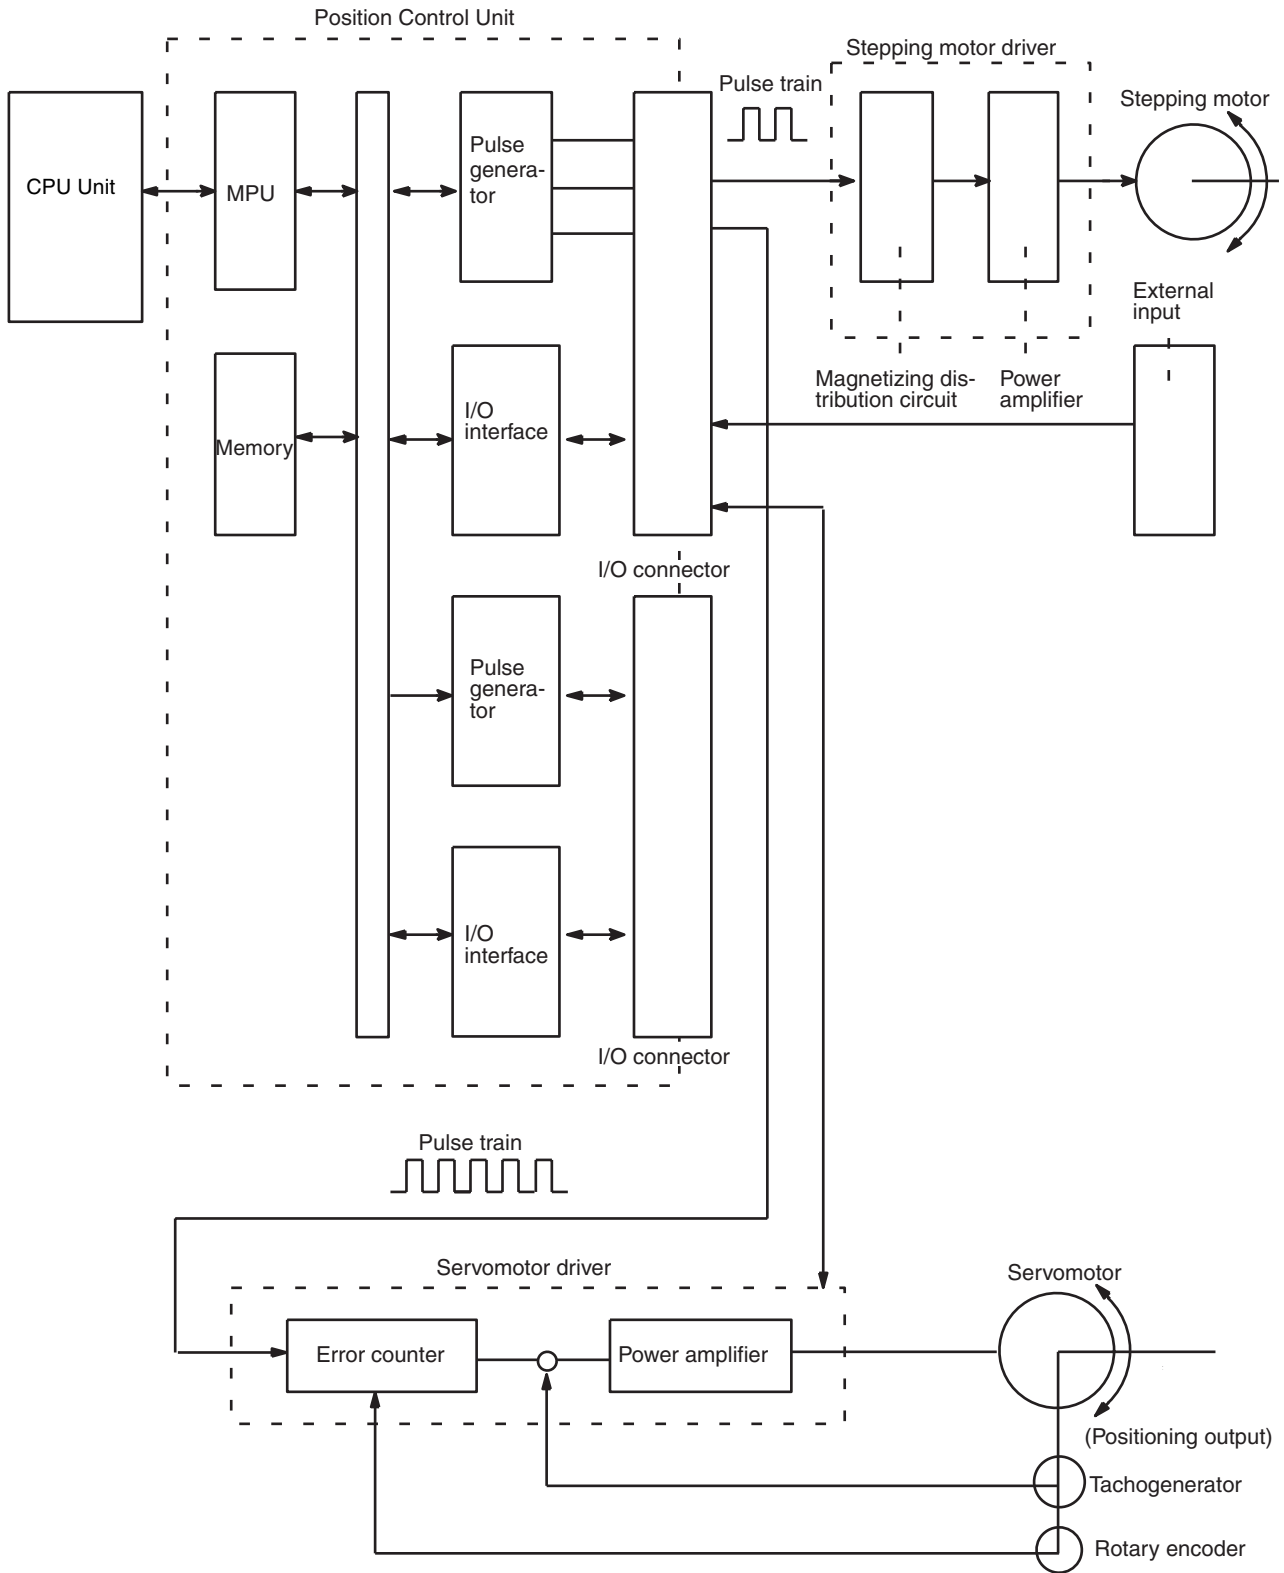 Position Control Unit
Stepping motor driver
Pulse train
Stepping motor
CPU Unit
MPU
Pulse
genera-
tor
External
input
Magnetizing dis-
tribution circuit
Power
amplifier
Memory
I/O
interface
I/O connector
Pulse
genera-
tor
I/O
interface
I/O connector
Pulse train
Servomotor driver
Servomotor
Error counter
Power amplifier
(Positioning output)
Tachogenerator
Rotary encoder